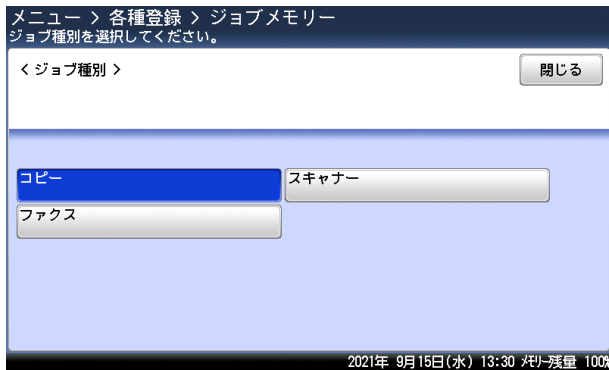 メニュー > 各種登録 > ジョブメモリー
ジョブ種別を選択してください。
<ジョブ種別>
閉じる
コピー
スキャナー
ファクス
2021年 9月15日(水) 13:30 メモリー残量 100%